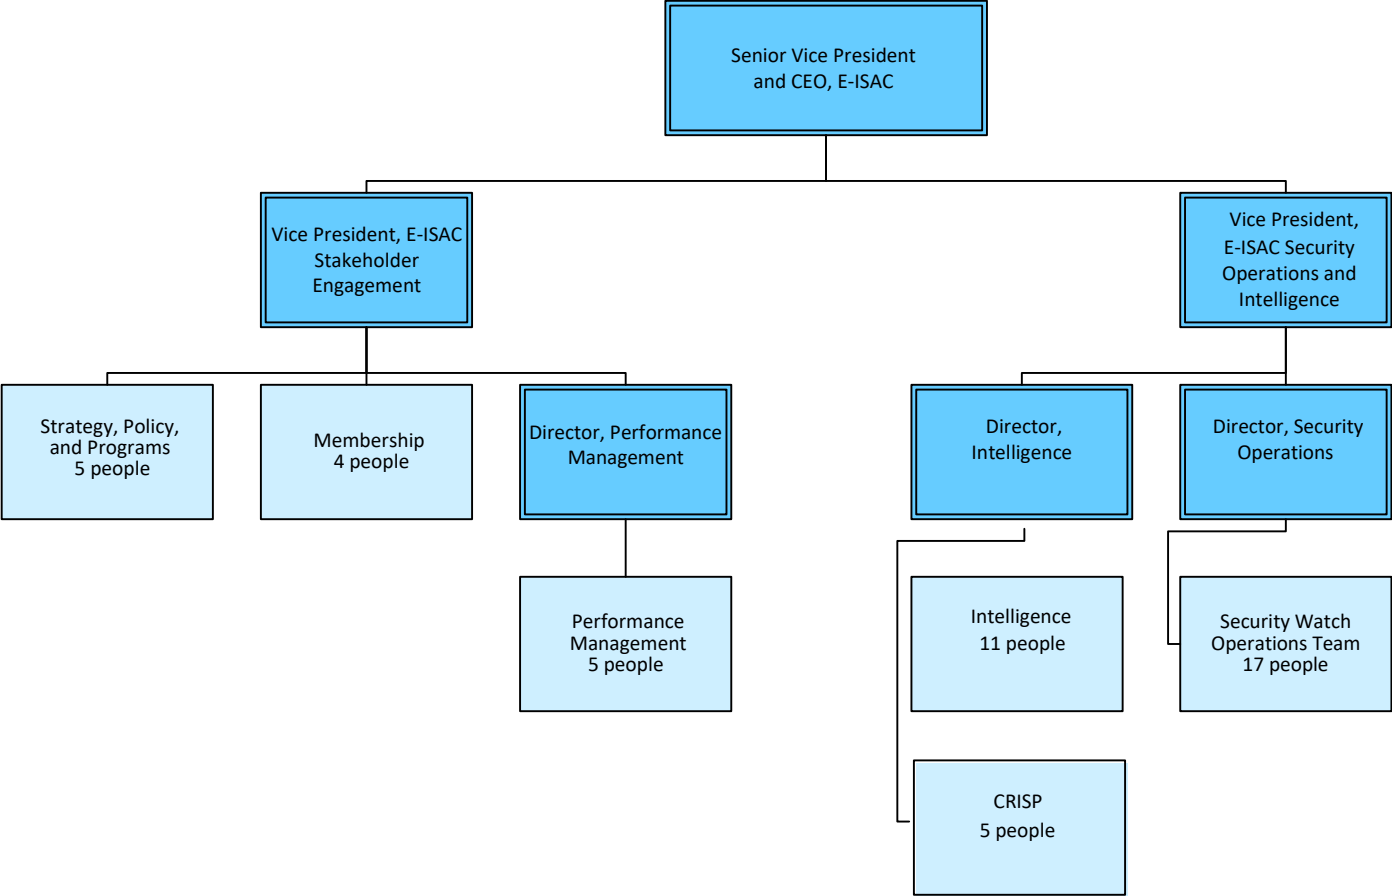 Senior Vice President
and CEO, E-ISAC
Vice President, E-ISAC
Stakeholder
Engagement
Vice President,
E-ISAC Security
Operations and
Intelligence
Strategy, Policy,
and Programs
5 people
Membership
4 people
Director, Performance
Management
Director,
Intelligence
Director, Security
Operations
Performance
Management
5 people
Intelligence
11 people
Security Watch
Operations Team
17 people
CRISP
5 people